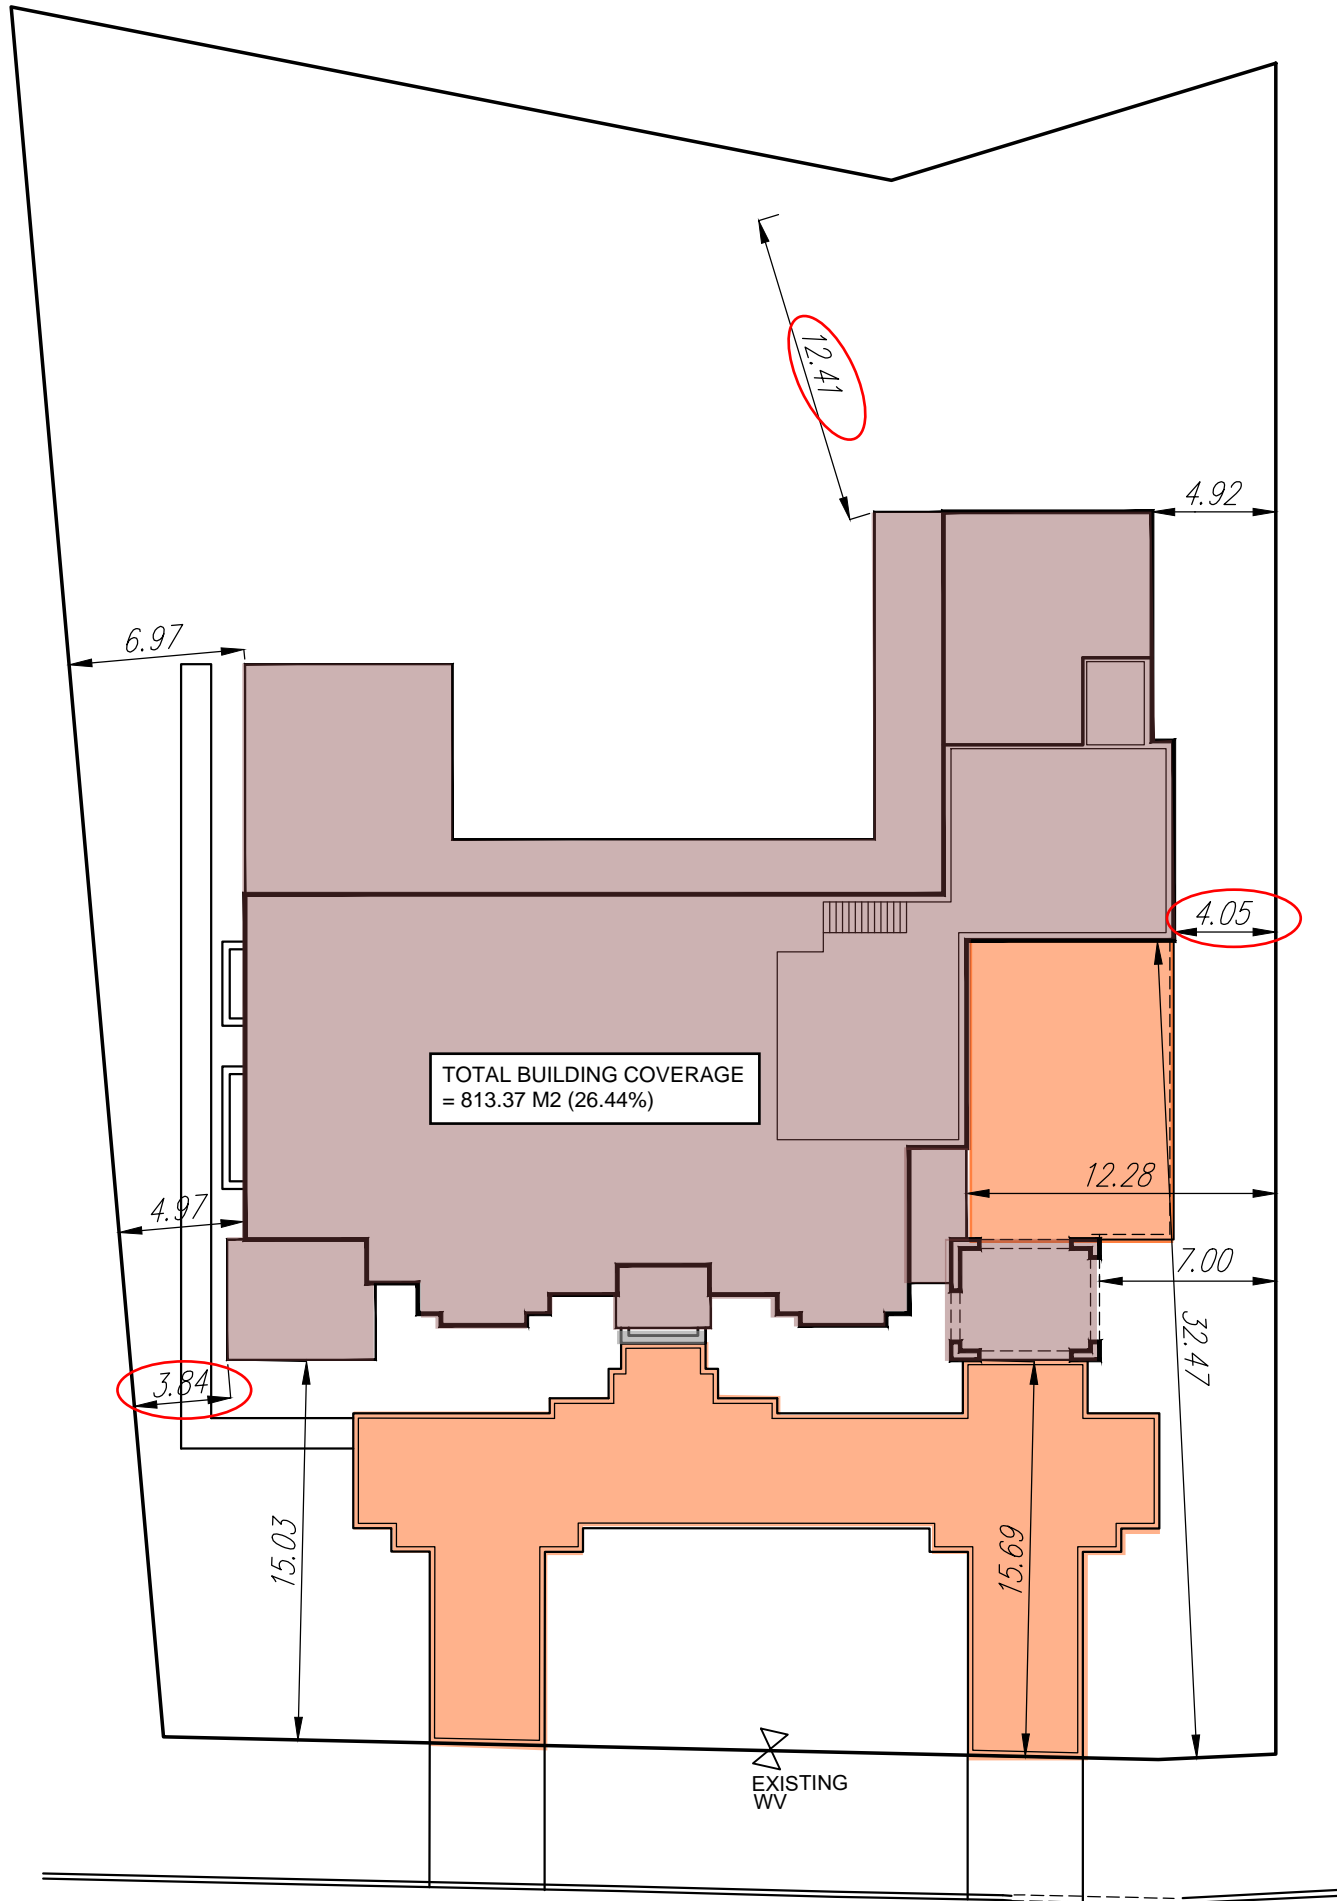 12.41
4.92
6.97
4.05
TOTAL BUILDING COVERAGE
= 813.37 M2 (26.44%)
12.28
4.97
7.00
32.47
3.84
15.03
15.69
EXISTING
WV